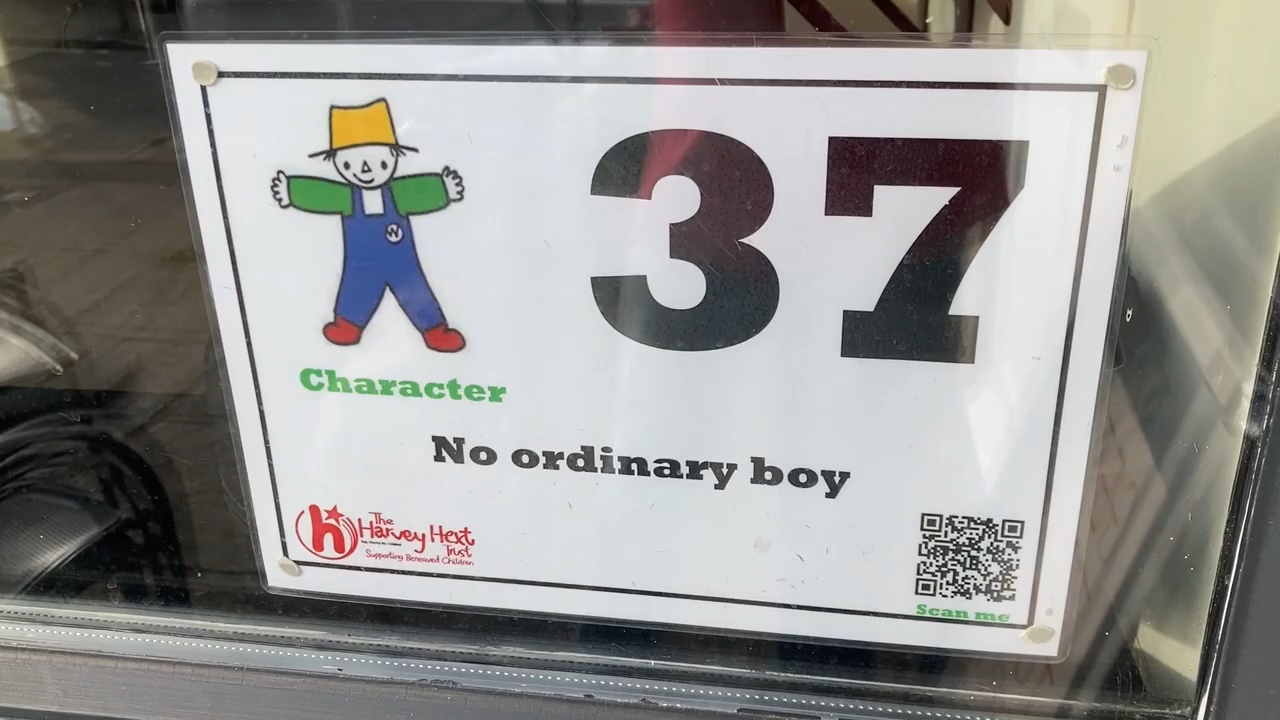 37
W
Character
No ordinary boy
h
The
Harvey Hext
Trust
Supporting Bereaved Children
Scan me